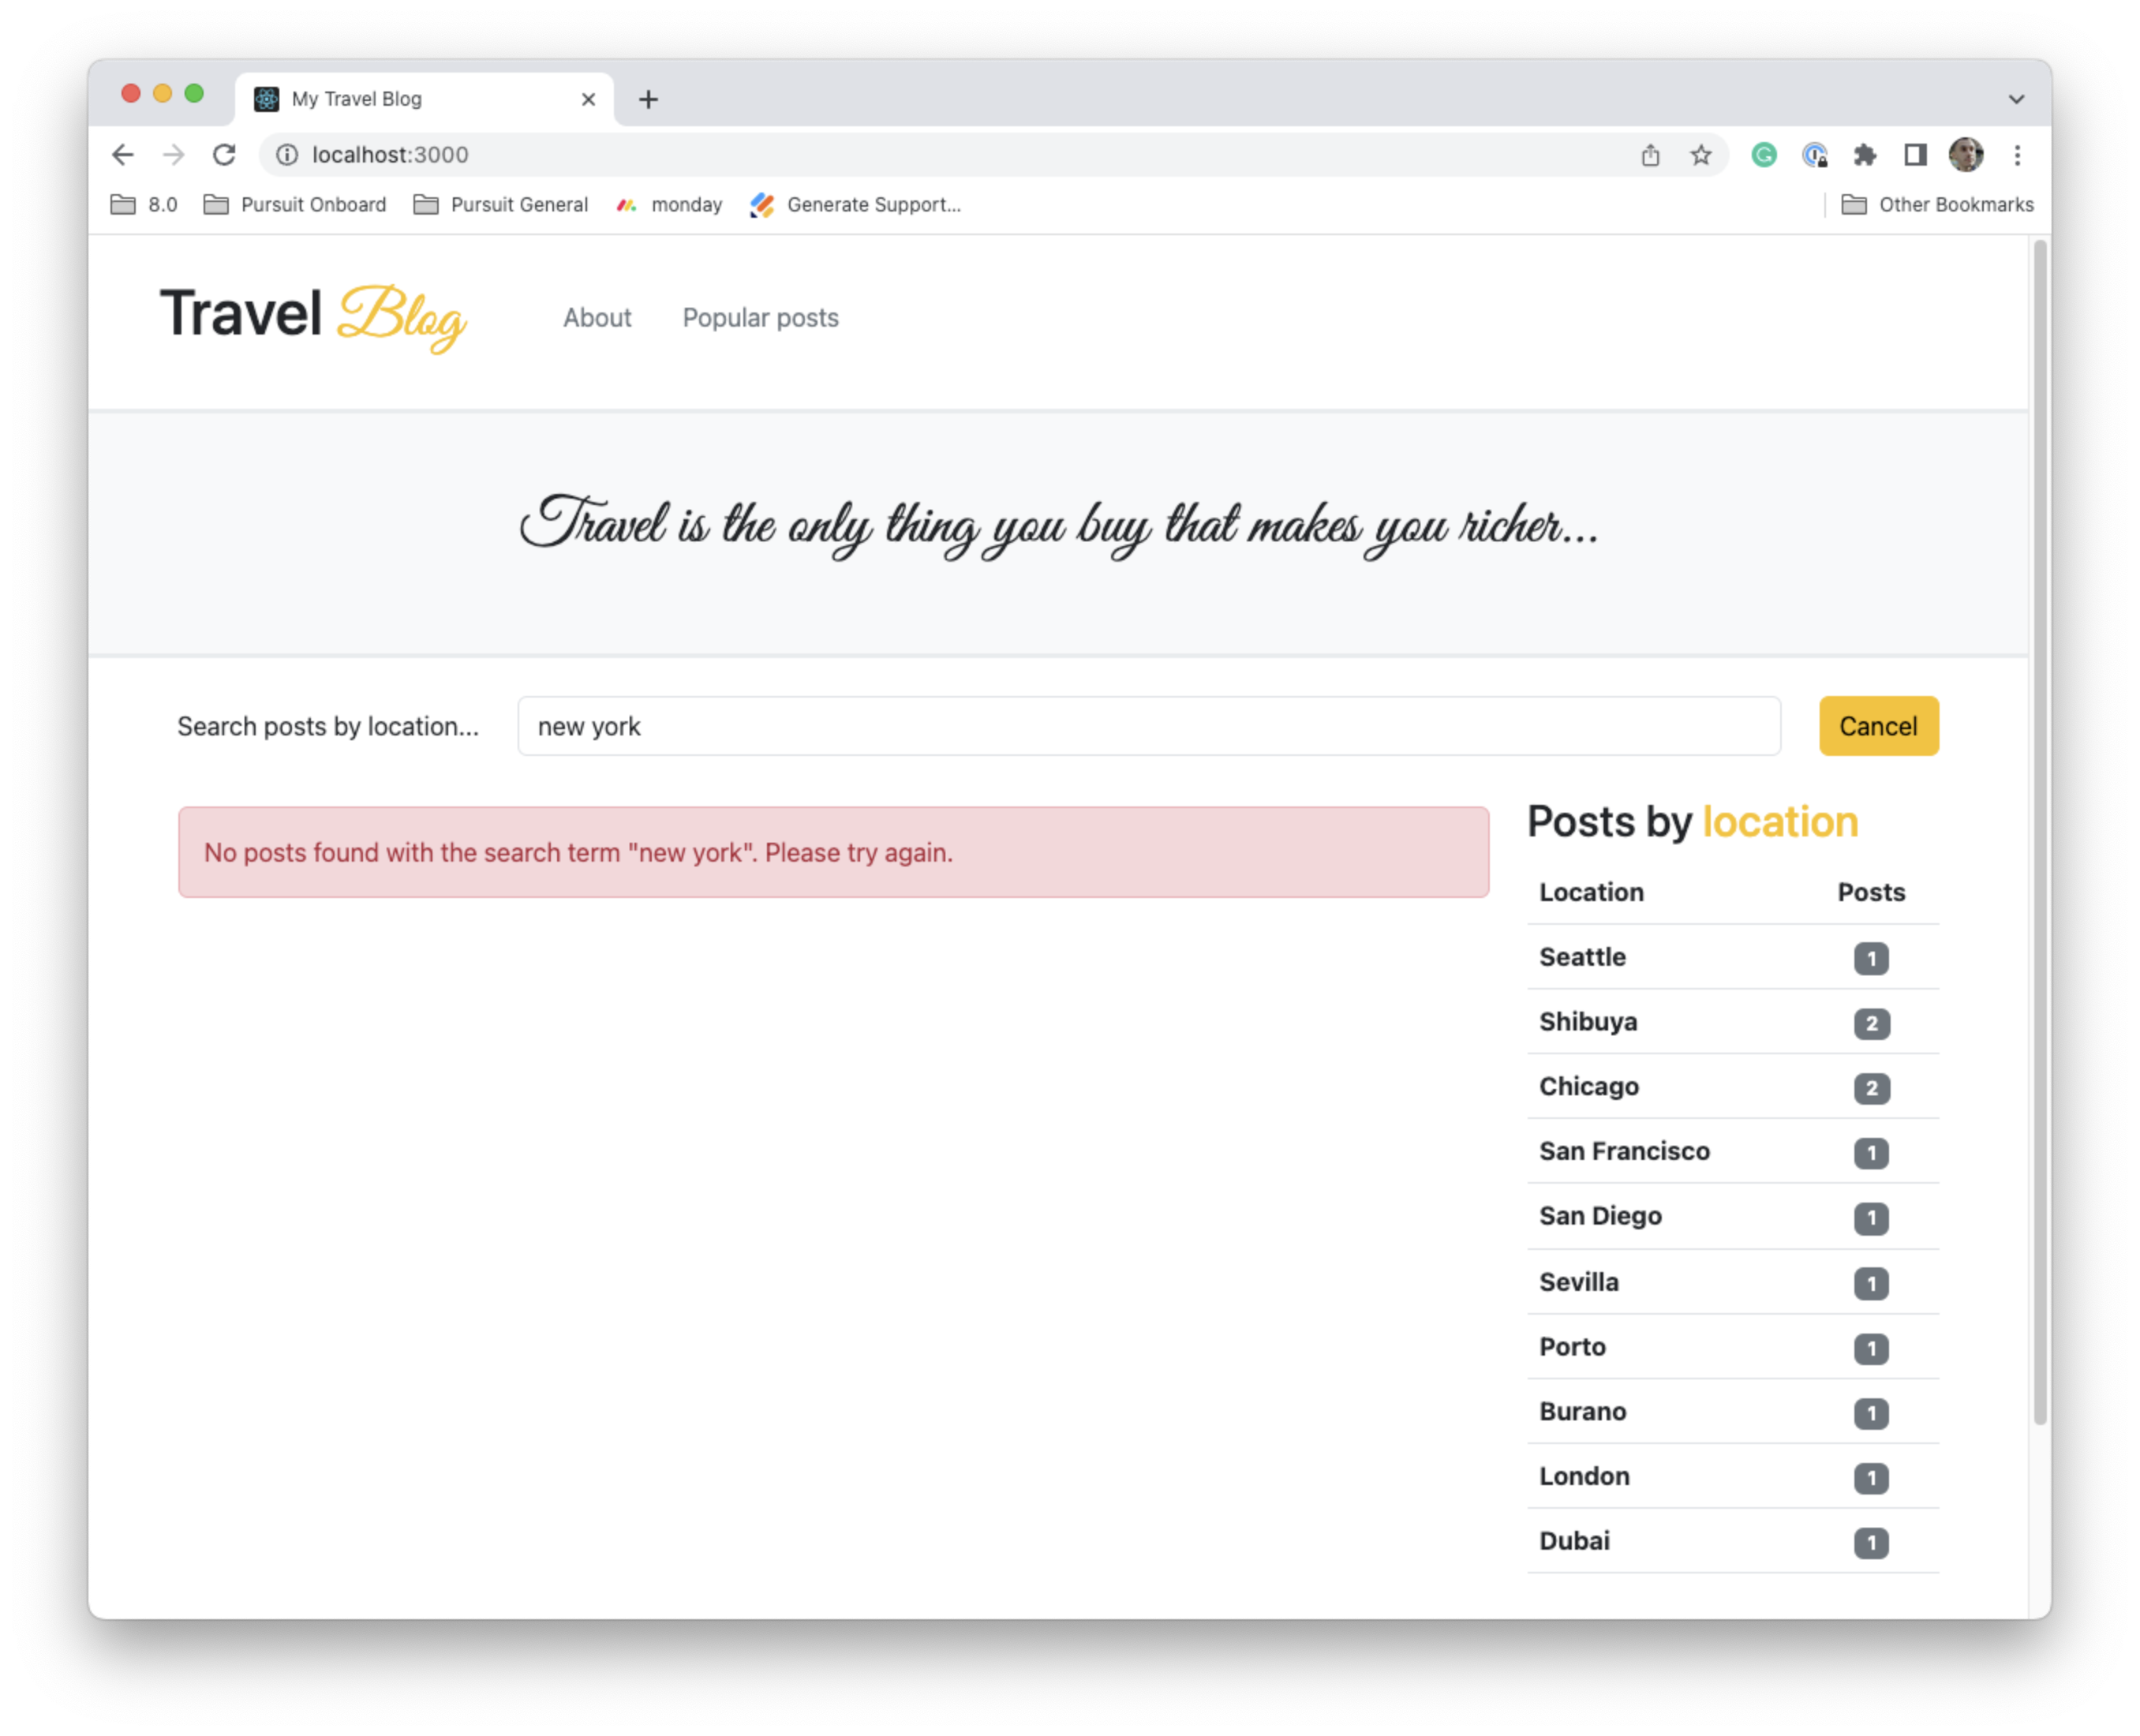 My Travel Blog
localhost:3000
8.0 Pursuit Onboard Pursuit General monday Generate Support... Other Bookmarks
Travel Blog About Popular posts
Travel is the only thing you buy that makes you richer...
Search posts by location... new york Cancel
No posts found with the search term "new york". Please try again.
Posts by location
Location Posts
Seattle 1
Shibuya 2
Chicago 2
San Francisco 1
San Diego 1
Sevilla 1
Porto 1
Burano 1
London 1
Dubai 1